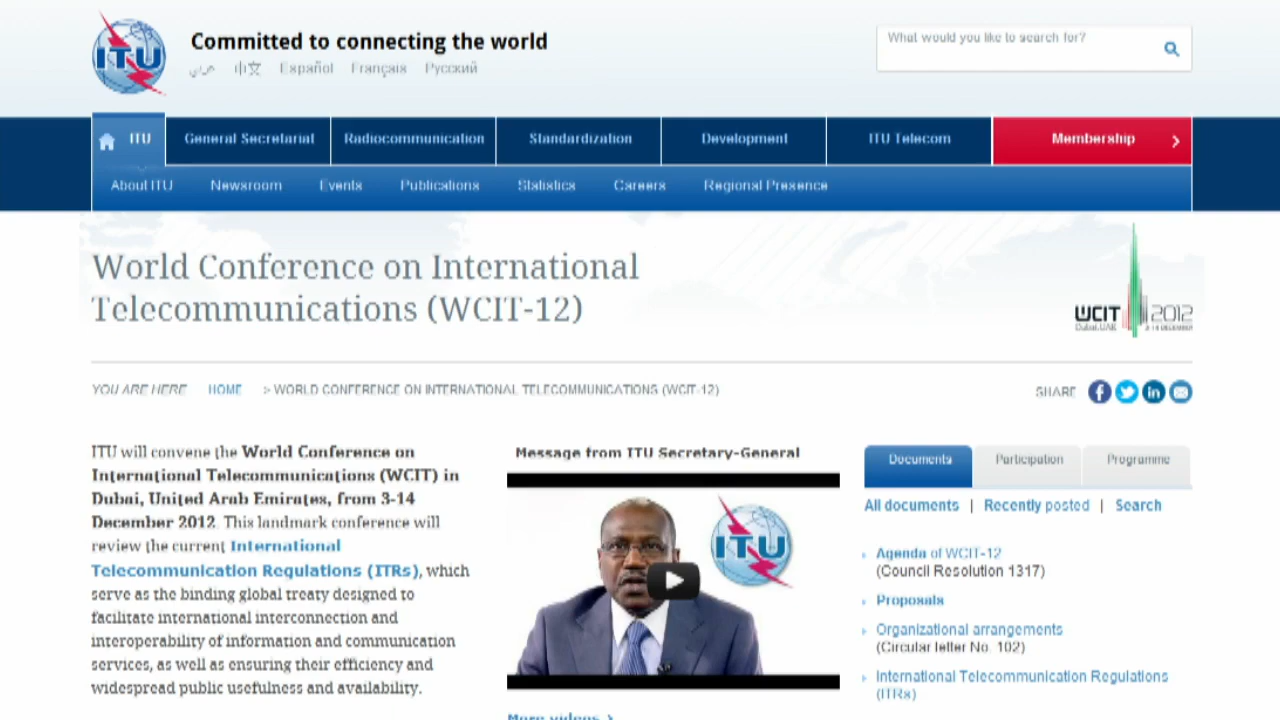 ITU
Committed to connecting the world
عربي 中文 Español Français Русский
What would you like to search for?
ITU General Secretariat Radiocommunication Standardization Development ITU Telecom Membership
About ITU Newsroom Events Publications Statistics Careers Regional Presence
World Conference on International
Telecommunications (WCIT-12)
WCIT 2012
Dubai, UAE 3-14 DECEMBER
YOU ARE HERE HOME > WORLD CONFERENCE ON INTERNATIONAL TELECOMMUNICATIONS (WCIT-12)
SHARE
ITU will convene the World Conference on
International Telecommunications (WCIT) in
Dubai, United Arab Emirates, from 3-14
December 2012. This landmark conference will
review the current International
Telecommunication Regulations (ITRs), which
serve as the binding global treaty designed to
facilitate international interconnection and
interoperability of information and communication
services, as well as ensuring their efficiency and
widespread public usefulness and availability.
Message from ITU Secretary-General
ITU
More videos
Documents Participation Programme
All documents | Recently posted | Search
Agenda of WCIT-12
(Council Resolution 1317)
Proposals
Organizational arrangements
(Circular letter No. 102)
International Telecommunication Regulations
(ITRs)